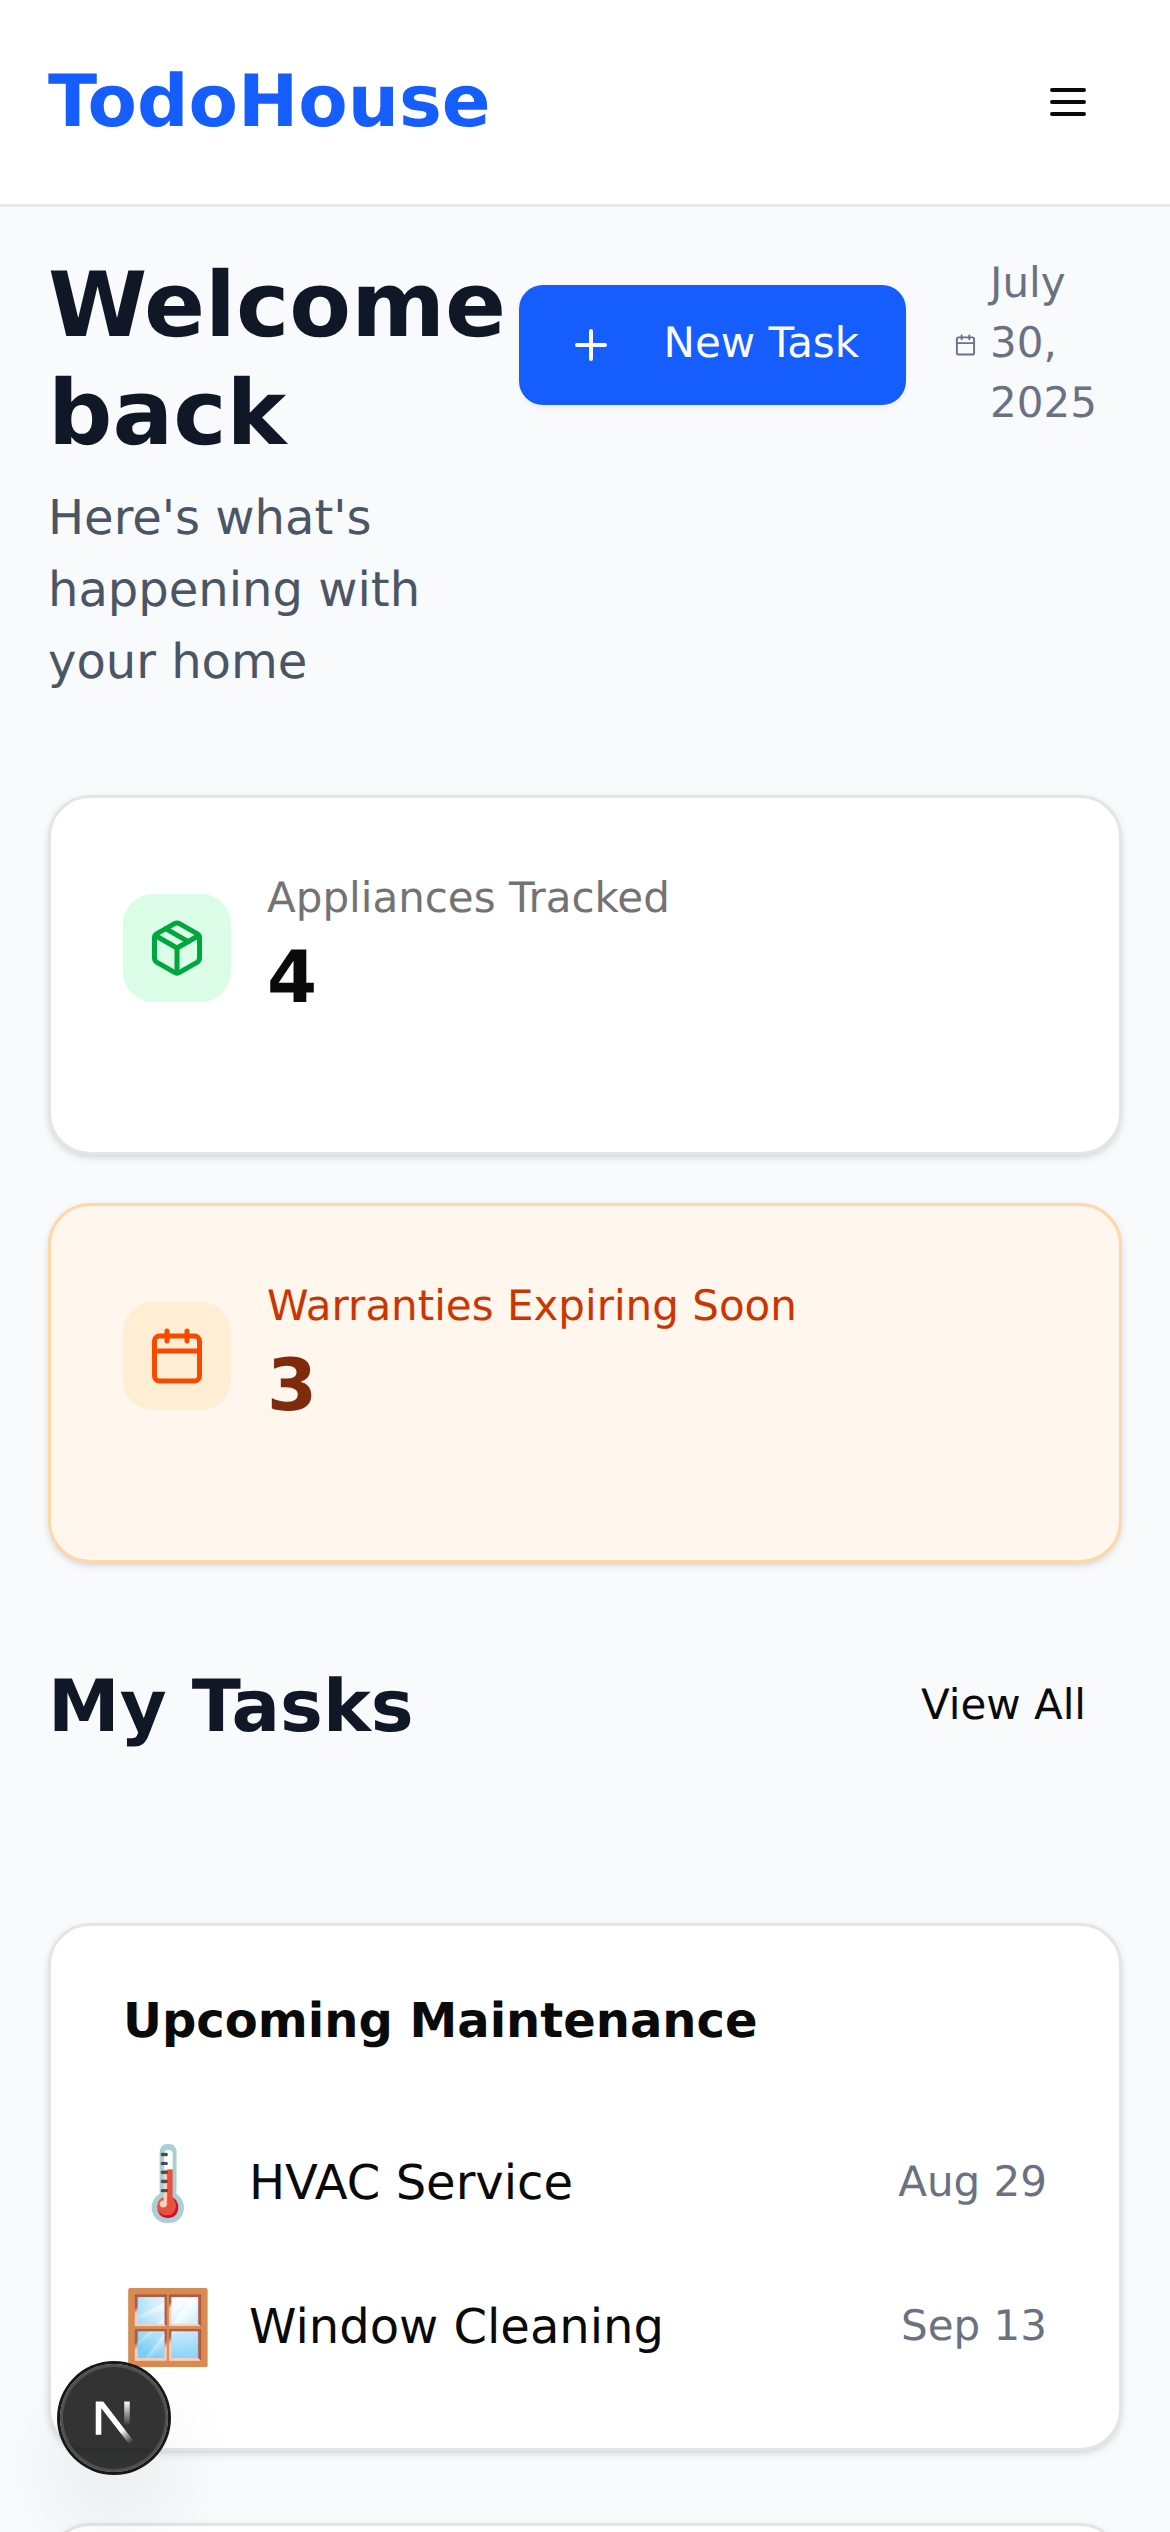 TodoHouse
Welcome
back
Here's what's
happening with
your home
New Task
July
30,
2025
Appliances Tracked
4
Warranties Expiring Soon
3
My Tasks
View All
Upcoming Maintenance
HVAC Service
Aug 29
Window Cleaning
Sep 13
N